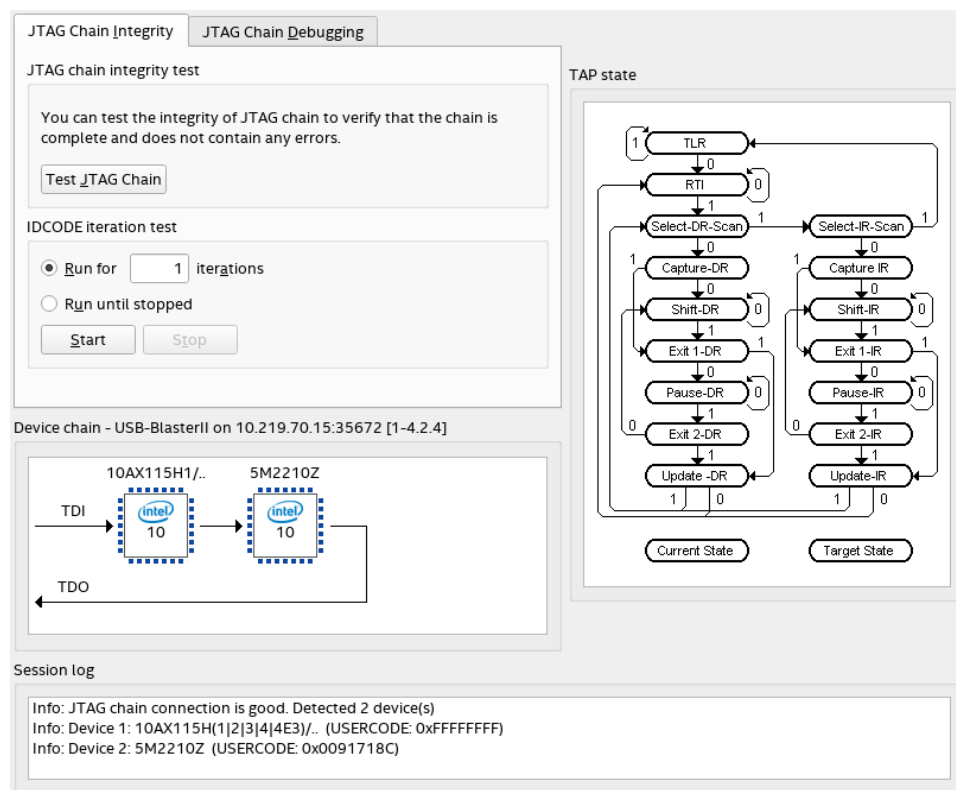 JTAG Chain Integrity
JTAG Chain Debugging
JTAG chain integrity test
You can test the integrity of JTAG chain to verify that the chain is
complete and does not contain any errors.
Test JTAG Chain
IDCODE iteration test
Run for 1 iterations
Run until stopped
Start
Stop
Device chain - USB-BlasterII on 10.219.70.15:35672 [1-4.2.4]
10AX115H1/..
5M2210Z
TDI
intel
10
intel
10
TDO
TAP state
1
TLR
0
RTI
0
1
Select-DR-Scan
1
Select-IR-Scan
1
0
0
1
Capture-DR
1
Capture IR
0
0
Shift-DR
0
Shift-IR
0
1
1
Exit 1-DR
1
Exit 1-IR
1
0
0
Pause-DR
0
Pause-IR
0
1
1
0
Exit 2-DR
0
Exit 2-IR
1
1
Update -DR
Update-IR
1
0
1
0
Current State
Target State
Session log
Info: JTAG chain connection is good. Detected 2 device(s)
Info: Device 1: 10AX115H(1|2|3|4|4E3)/.. (USERCODE: 0xFFFFFFFF)
Info: Device 2: 5M2210Z (USERCODE: 0x0091718C)